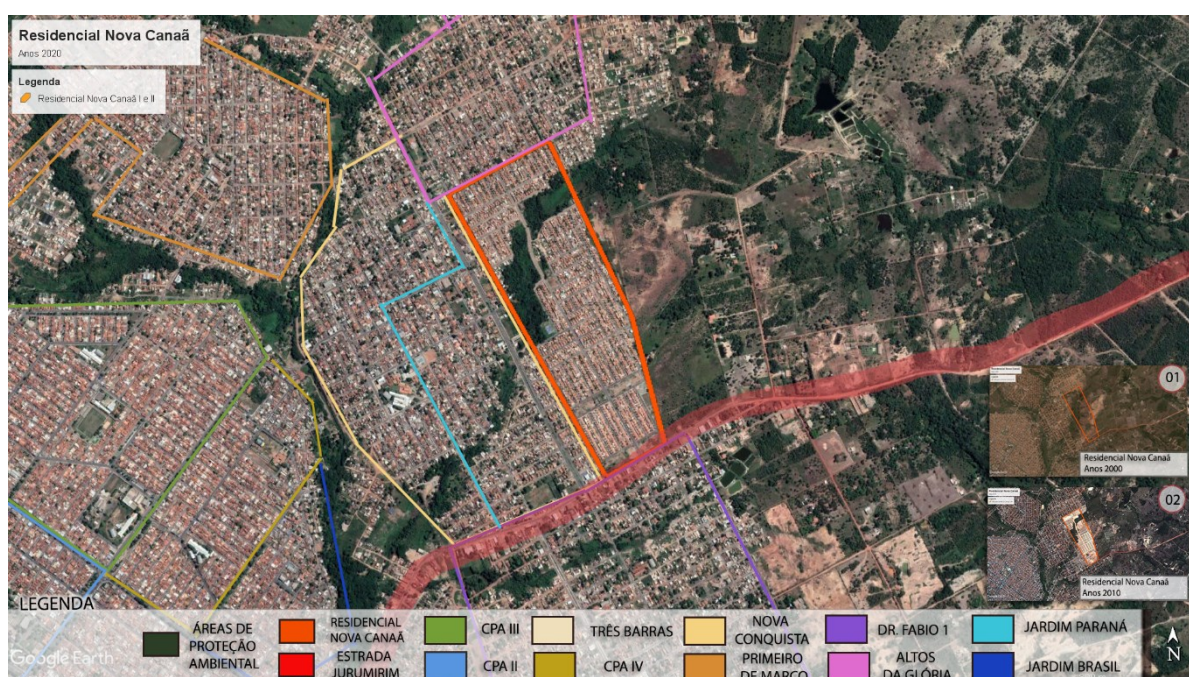 Residencial Nova Canaã
Anos 2020
Legenda
Residencial Nova Canaã I e II
01
Residencial Nova Canaã
Anos 2000
02
Residencial Nova Canaã
Anos 2010
LEGENDA
ÁREAS DE
PROTEÇÃO
AMBIENTAL
RESIDENCIAL
NOVA CANAÃ
ESTRADA
JURUMIRIM
CPA III
CPA II
TRÊS BARRAS
CPA IV
NOVA
CONQUISTA
PRIMEIRO
DE MARÇO
DR. FABIO 1
ALTOS
DA GLÓRIA
JARDIM PARANÁ
JARDIM BRASIL
Google Earth
N